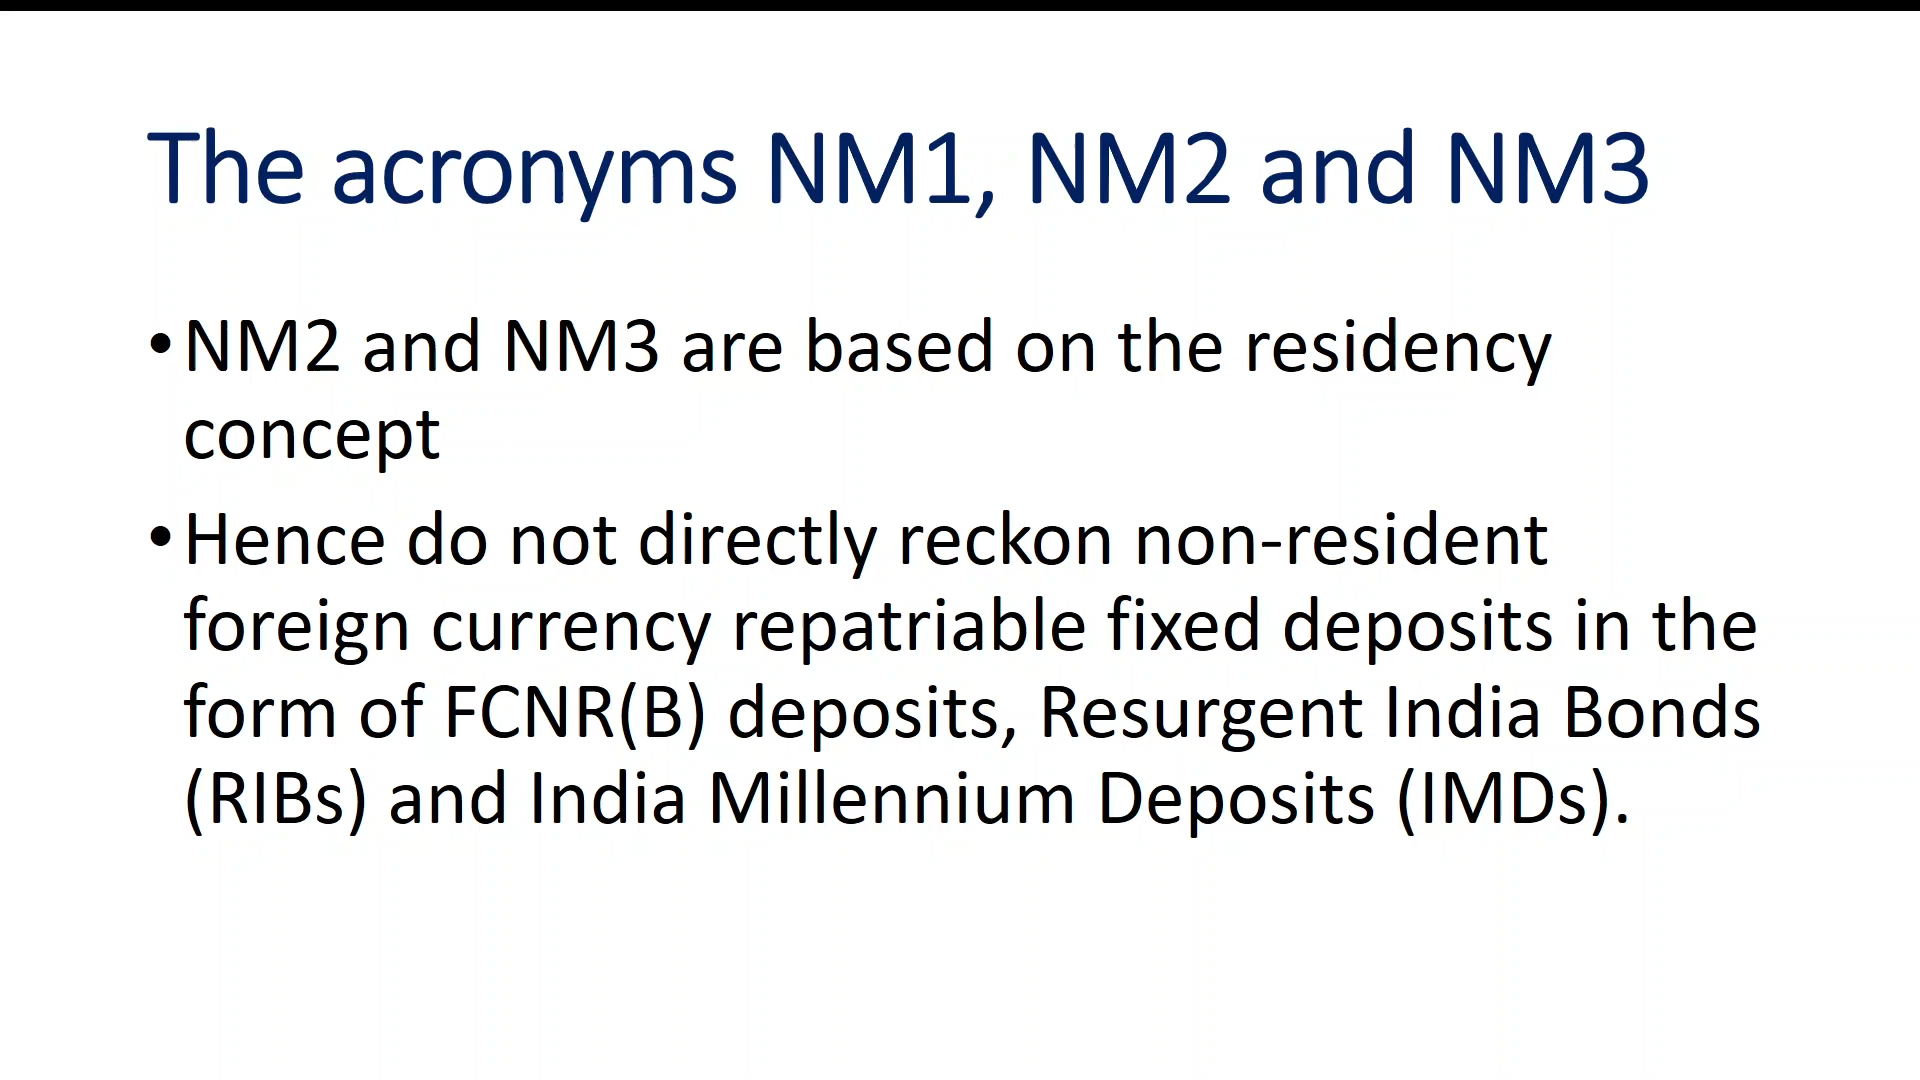 The acronyms NM1, NM2 and NM3
•NM2 and NM3 are based on the residency
concept
•Hence do not directly reckon non-resident
foreign currency repatriable fixed deposits in the
form of FCNR(B) deposits, Resurgent India Bonds
(RIBs) and India Millennium Deposits (IMDs).